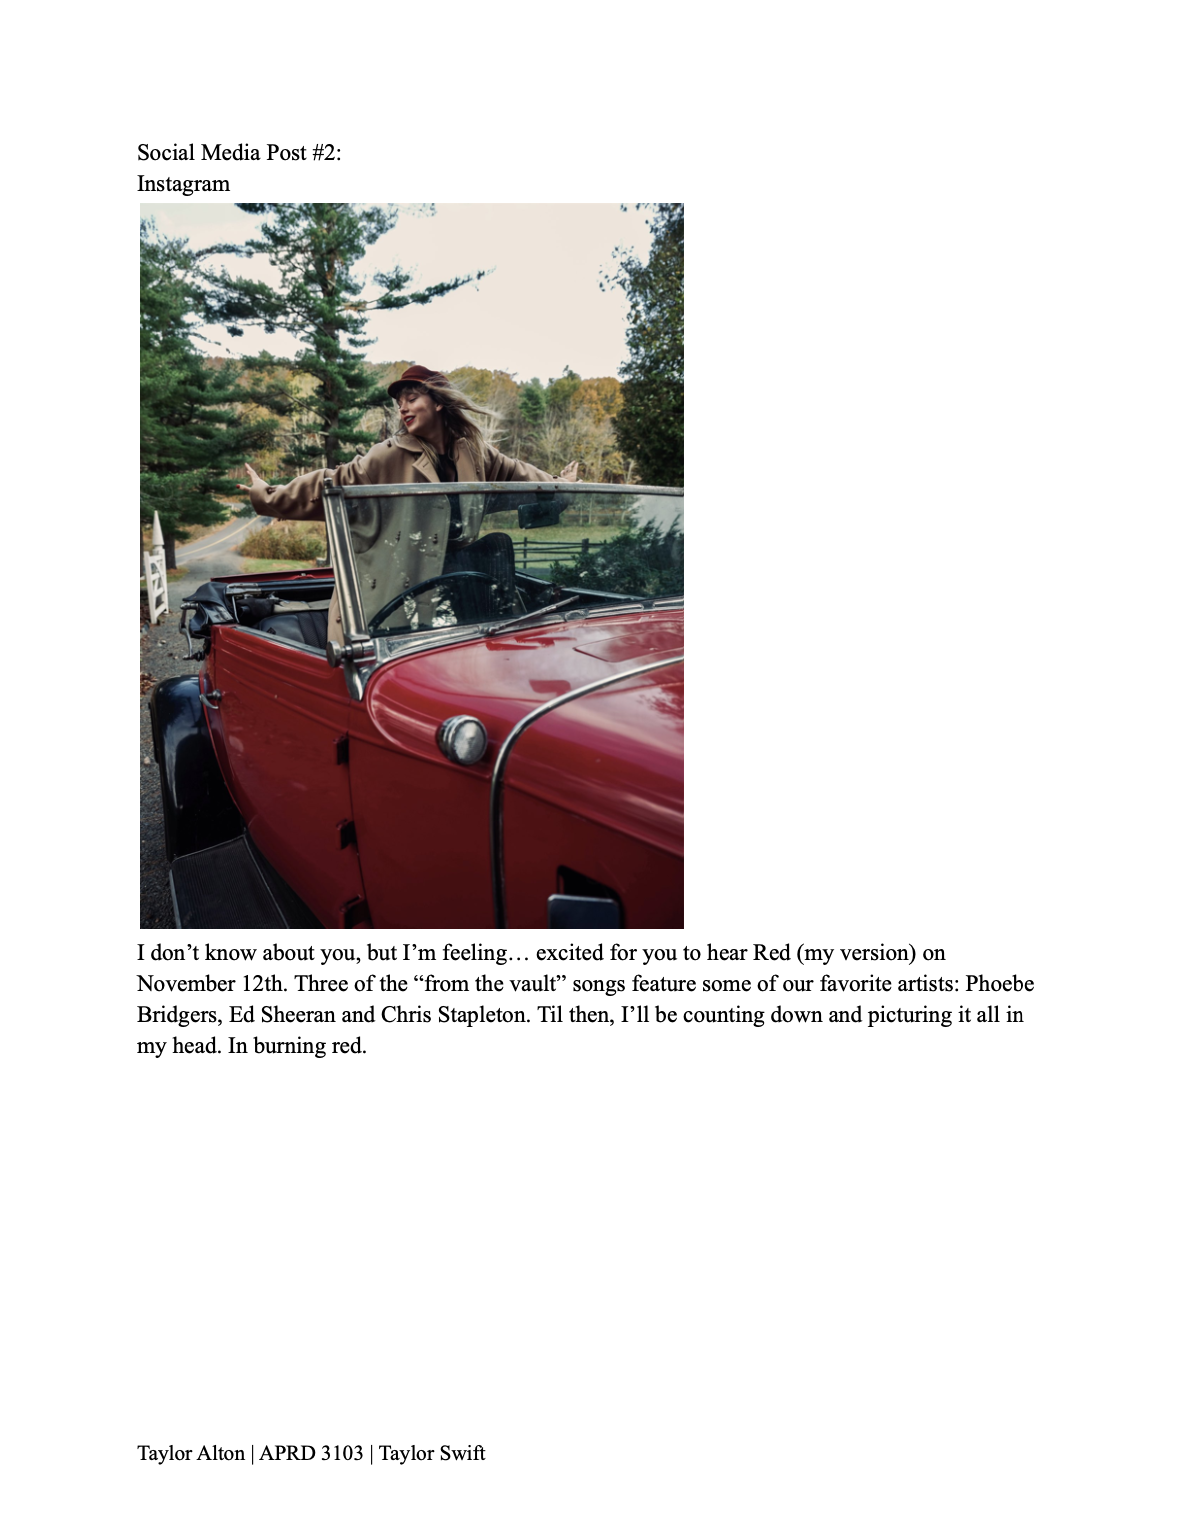 Social Media Post #2:
Instagram
I don’t know about you, but I’m feeling… excited for you to hear Red (my version) on
November 12th. Three of the “from the vault” songs feature some of our favorite artists: Phoebe
Bridgers, Ed Sheeran and Chris Stapleton. Til then, I’ll be counting down and picturing it all in
my head. In burning red.
Taylor Alton | APRD 3103 | Taylor Swift